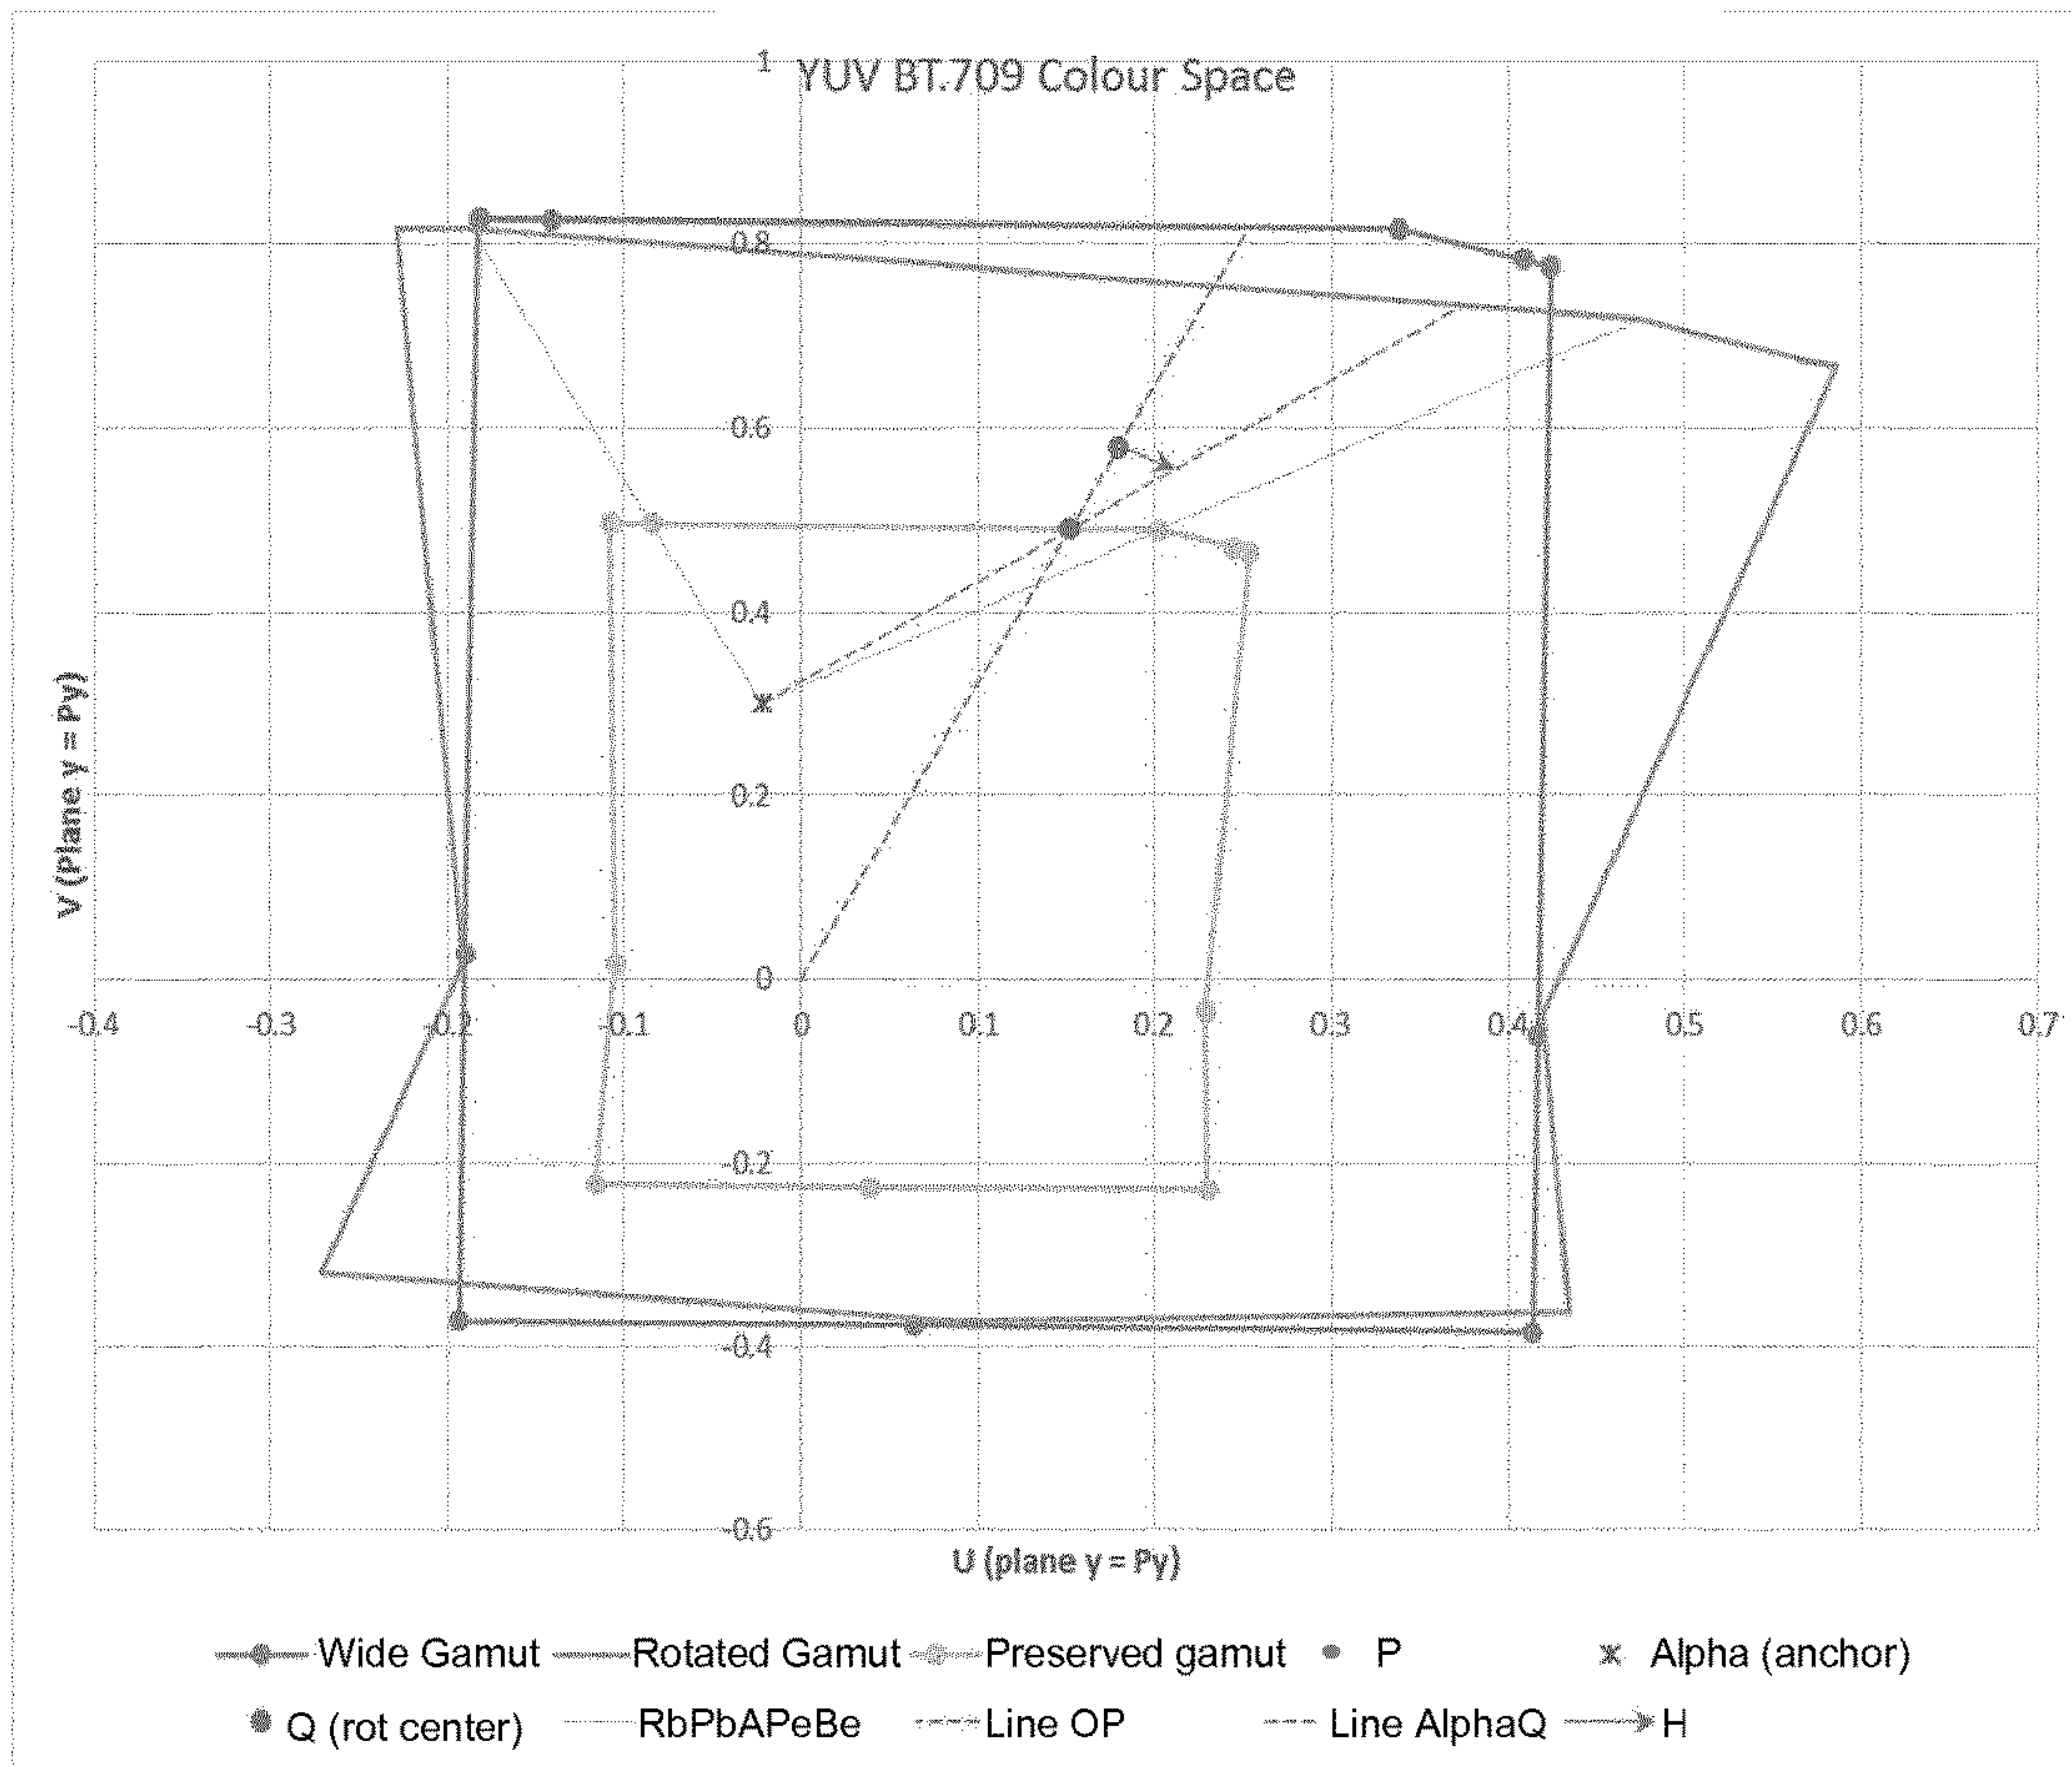 YUV BT.709 Colour Space
1
0.8
0.6
0.4
0.2
0
-0.4 -0.3 -0.2 -0.1 0 0.1 0.2 0.3 0.4 0.5 0.6 0.7
-0.2
-0.4
-0.6
V (Plane y = Py)
U (plane y = Py)
Wide Gamut Rotated Gamut Preserved gamut P Alpha (anchor)
Q (rot center) RbPbAPeBe Line OP Line AlphaQ H